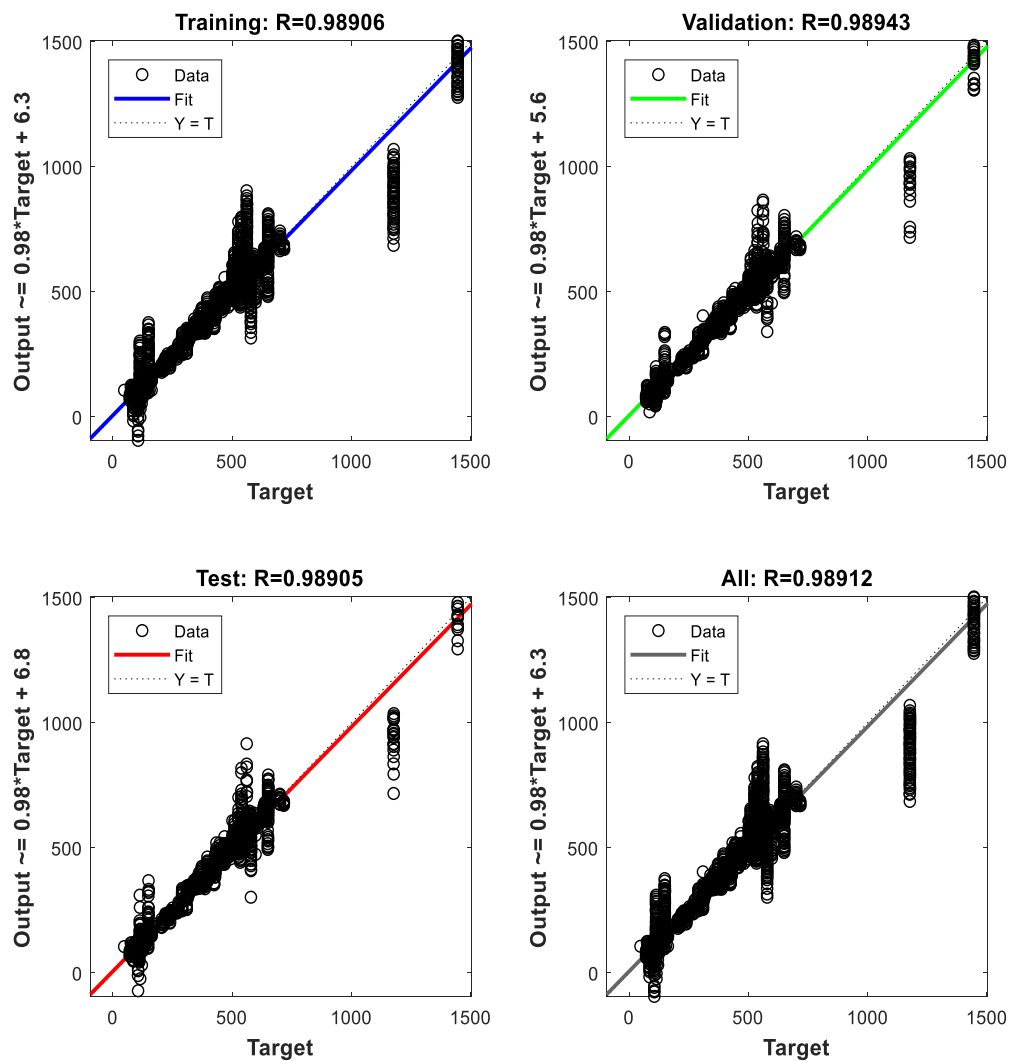 Training: R=0.98906
Output ~= 0.98*Target + 6.3
1500
1000
500
0
Data
Fit
Y = T
0 500 1000 1500
Target
Validation: R=0.98943
Output ~= 0.98*Target + 5.6
1500
1000
500
0
Data
Fit
Y = T
0 500 1000 1500
Target
Test: R=0.98905
Output ~= 0.98*Target + 6.8
1500
1000
500
0
Data
Fit
Y = T
0 500 1000 1500
Target
All: R=0.98912
Output ~= 0.98*Target + 6.3
1500
1000
500
0
Data
Fit
Y = T
0 500 1000 1500
Target